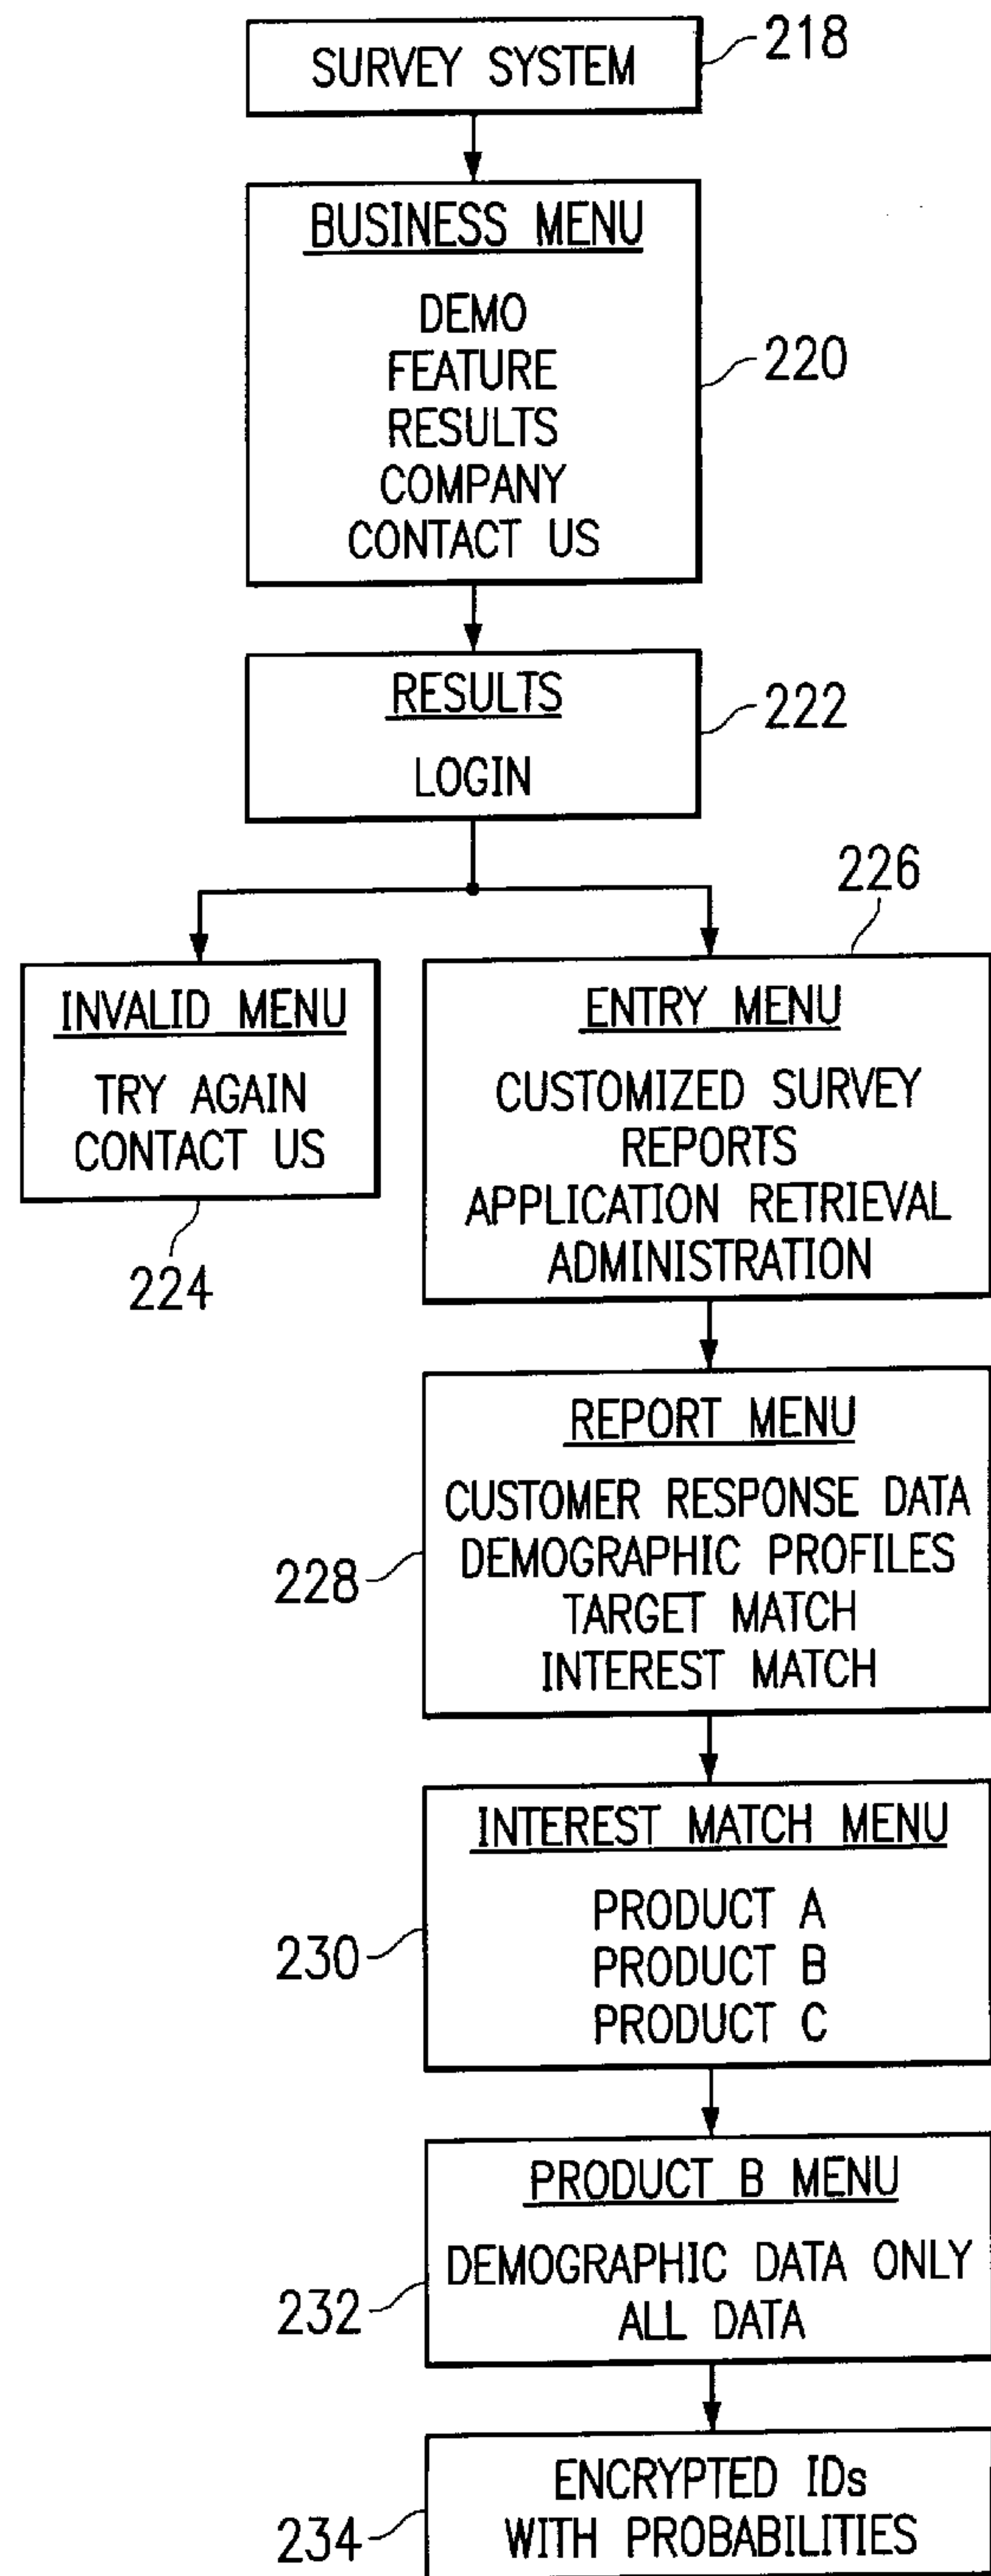 SURVEY SYSTEM
218
BUSINESS MENU
DEMO
FEATURE
RESULTS
COMPANY
CONTACT US
220
RESULTS
LOGIN
222
INVALID MENU
TRY AGAIN
CONTACT US
224
226
ENTRY MENU
CUSTOMIZED SURVEY
REPORTS
APPLICATION RETRIEVAL
ADMINISTRATION
REPORT MENU
CUSTOMER RESPONSE DATA
DEMOGRAPHIC PROFILES
TARGET MATCH
INTEREST MATCH
228
INTEREST MATCH MENU
PRODUCT A
PRODUCT B
PRODUCT C
230
PRODUCT B MENU
DEMOGRAPHIC DATA ONLY
ALL DATA
232
ENCRYPTED IDs
WITH PROBABILITIES
234